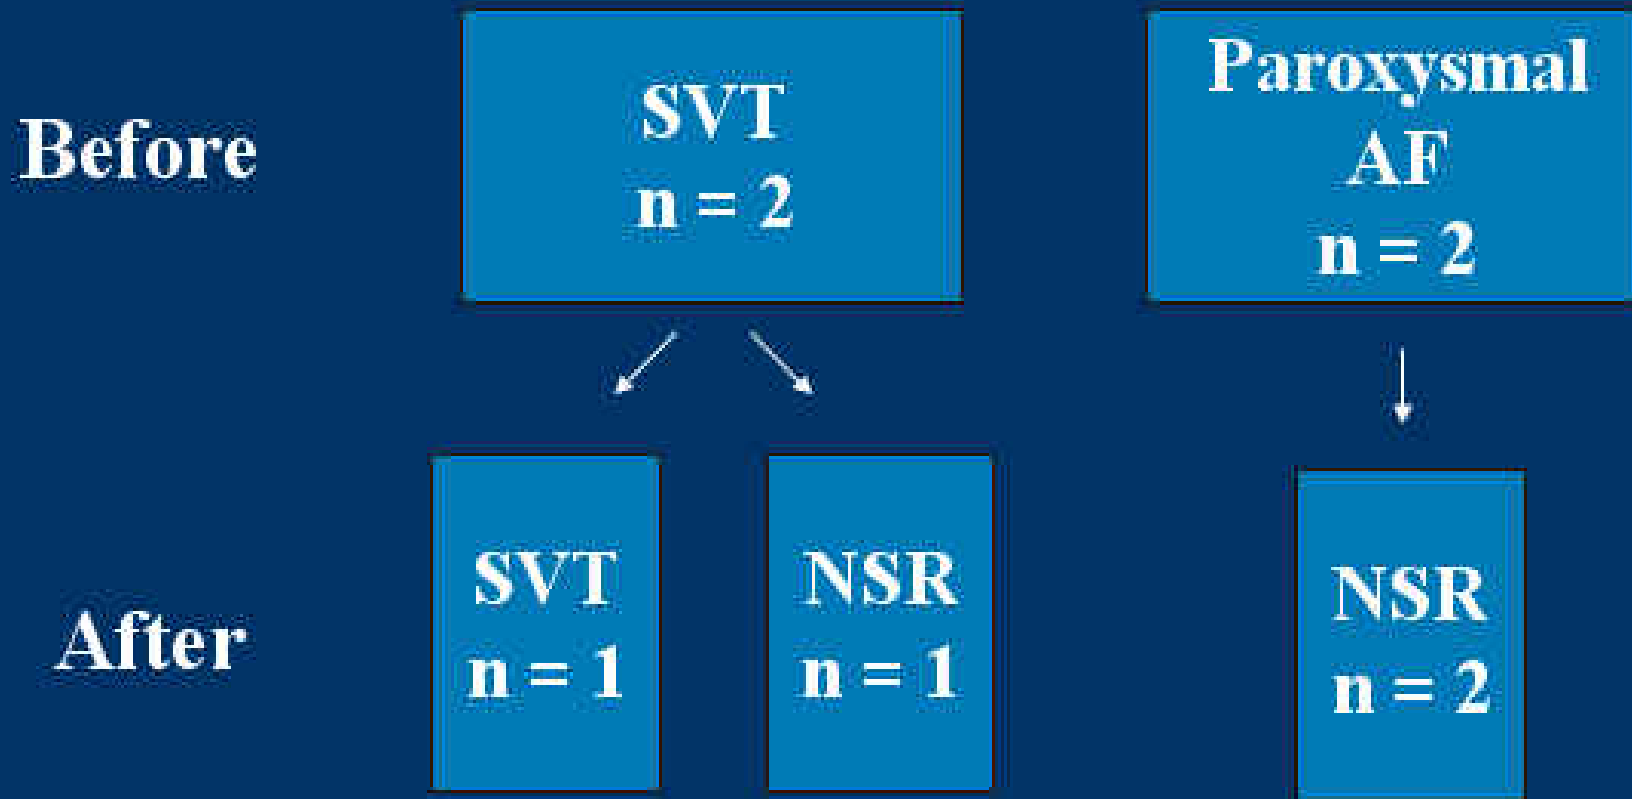 Before
SVT
n = 2
Paroxysmal
AF
n = 2
After
SVT
n = 1
NSR
n = 1
NSR
n = 2